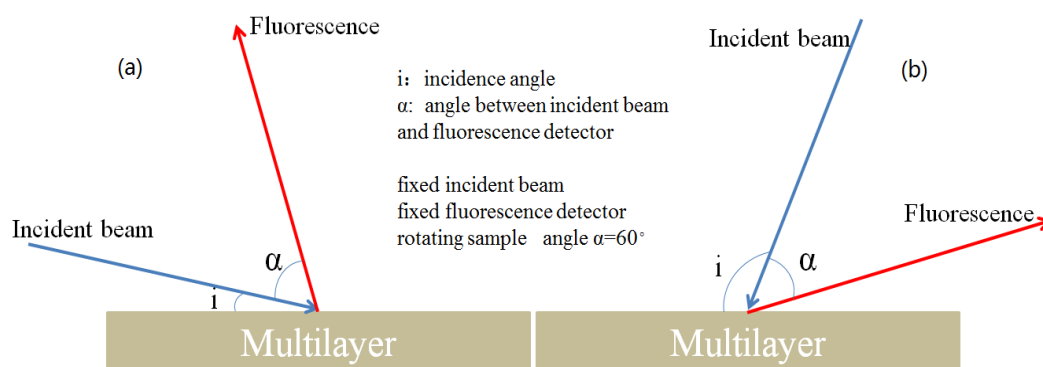 (a)
Fluorescence
Incident beam
α
i
Multilayer
i：incidence angle
α: angle between incident beam
and fluorescence detector
fixed incident beam
fixed fluorescence detector
rotating sample angle α=60°
Incident beam
(b)
Fluorescence
i
α
Multilayer